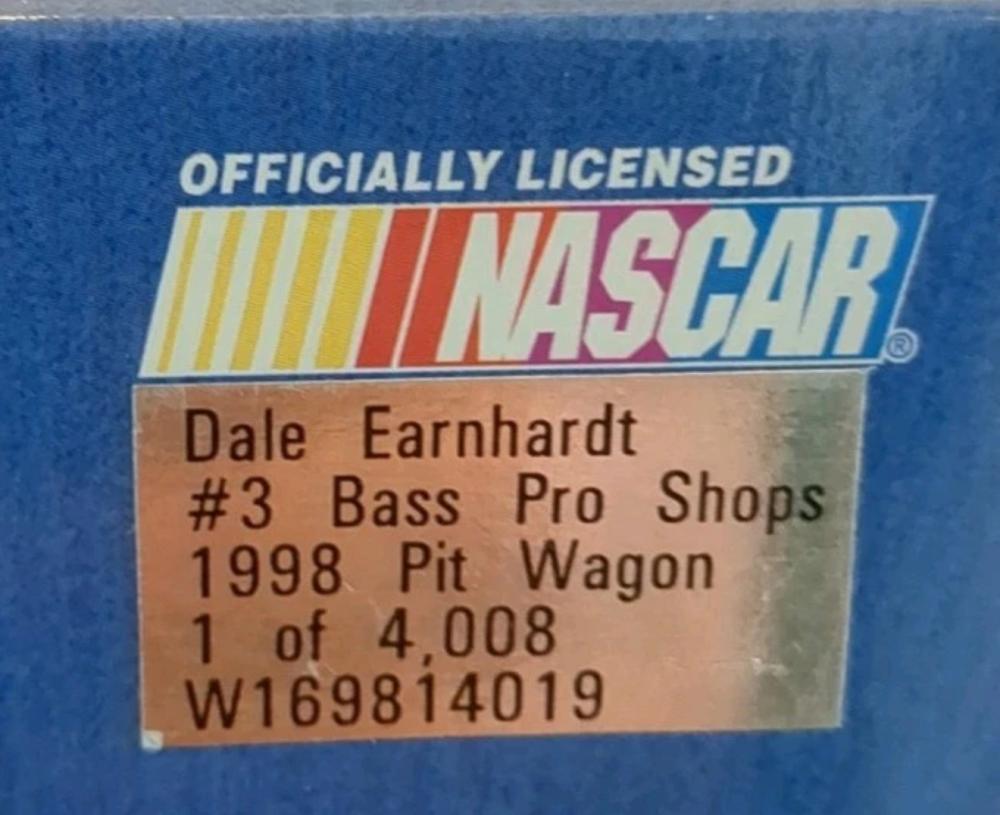 OFFICIALLY LICENSED
NASCAR®
Dale Earnhardt
#3 Bass Pro Shops
1998 Pit Wagon
1 of 4,008
W169814019